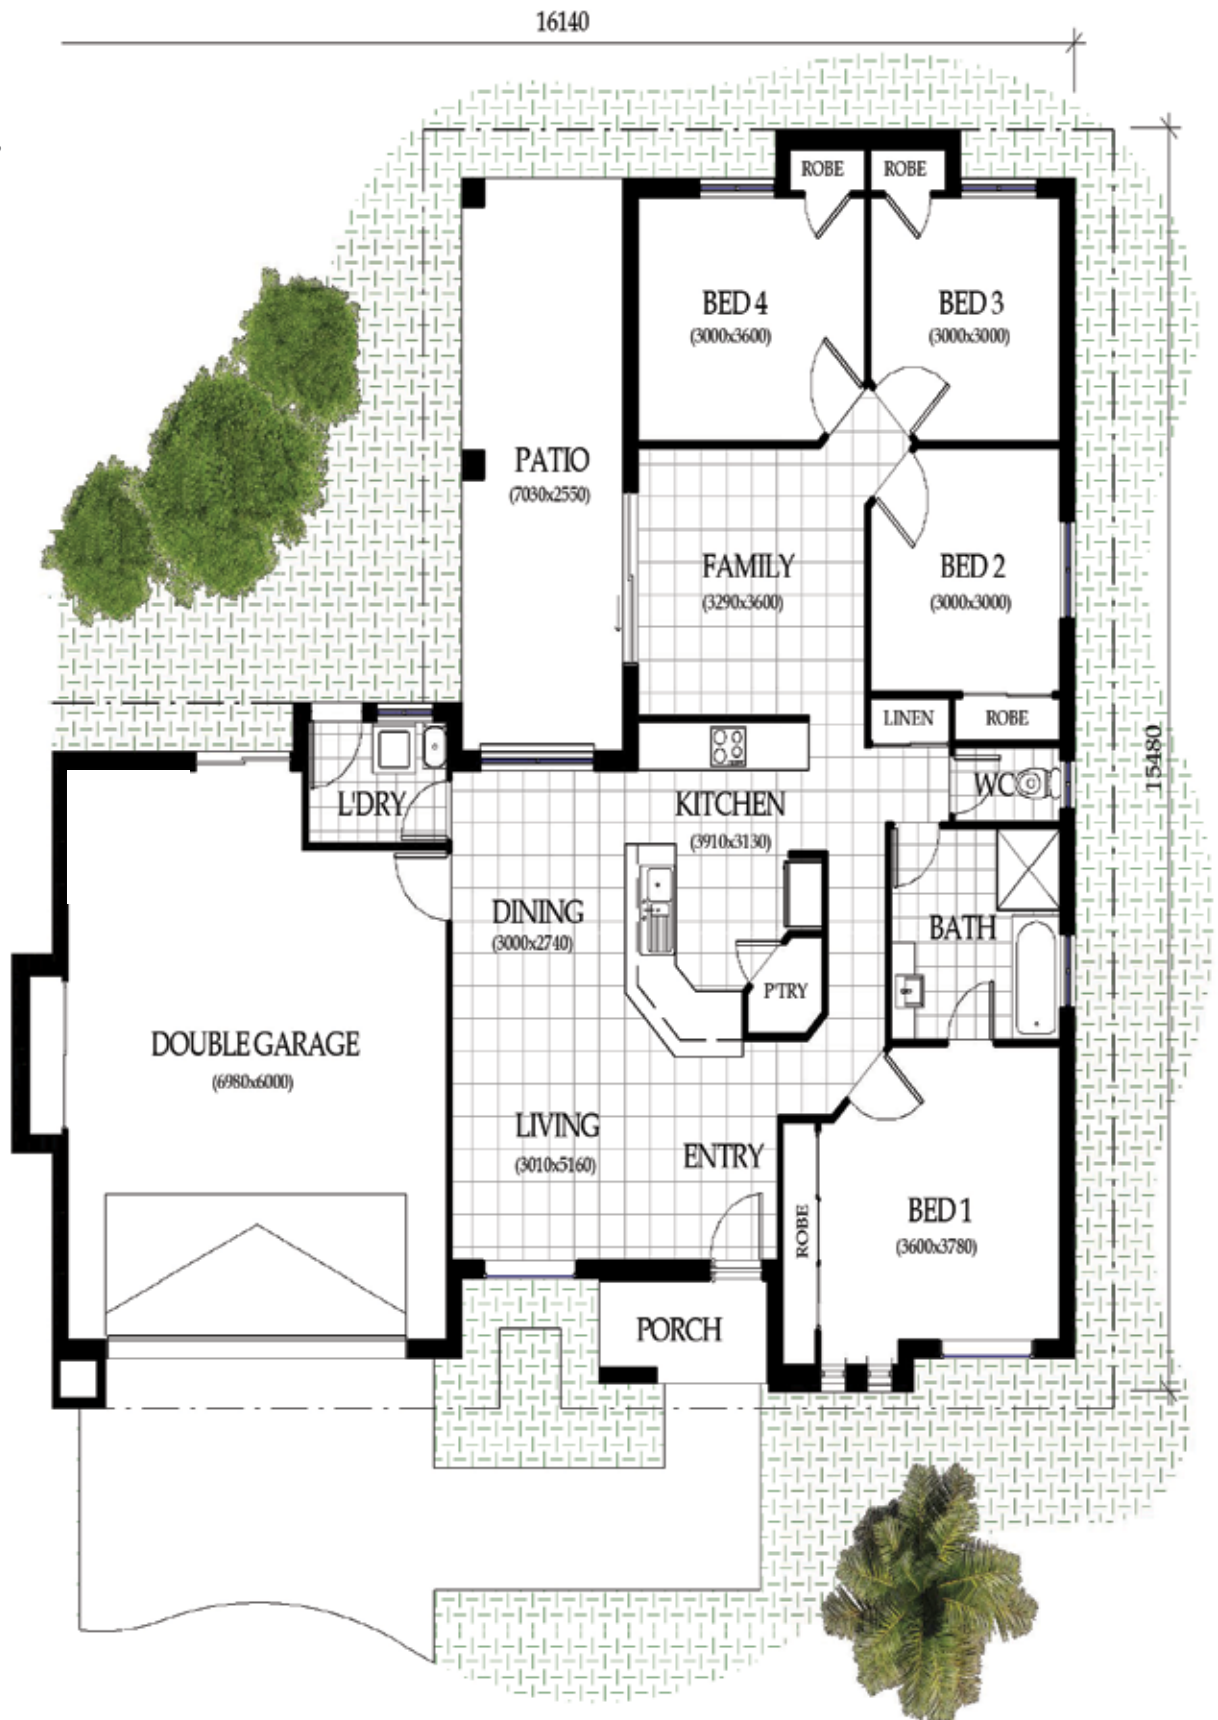 16140
ROBE
ROBE
BED 4
(3000x3600)
BED 3
(3000x3000)
PATIO
(7030x2550)
FAMILY
(3290x3600)
BED 2
(3000x3000)
LINEN
ROBE
15480
WC
L'DRY
KITCHEN
(3910x3130)
DINING
(3000x2740)
BATH
P'TRY
DOUBLE GARAGE
(6980x6000)
LIVING
(3010x5160)
ENTRY
ROBE
BED 1
(3600x3780)
PORCH